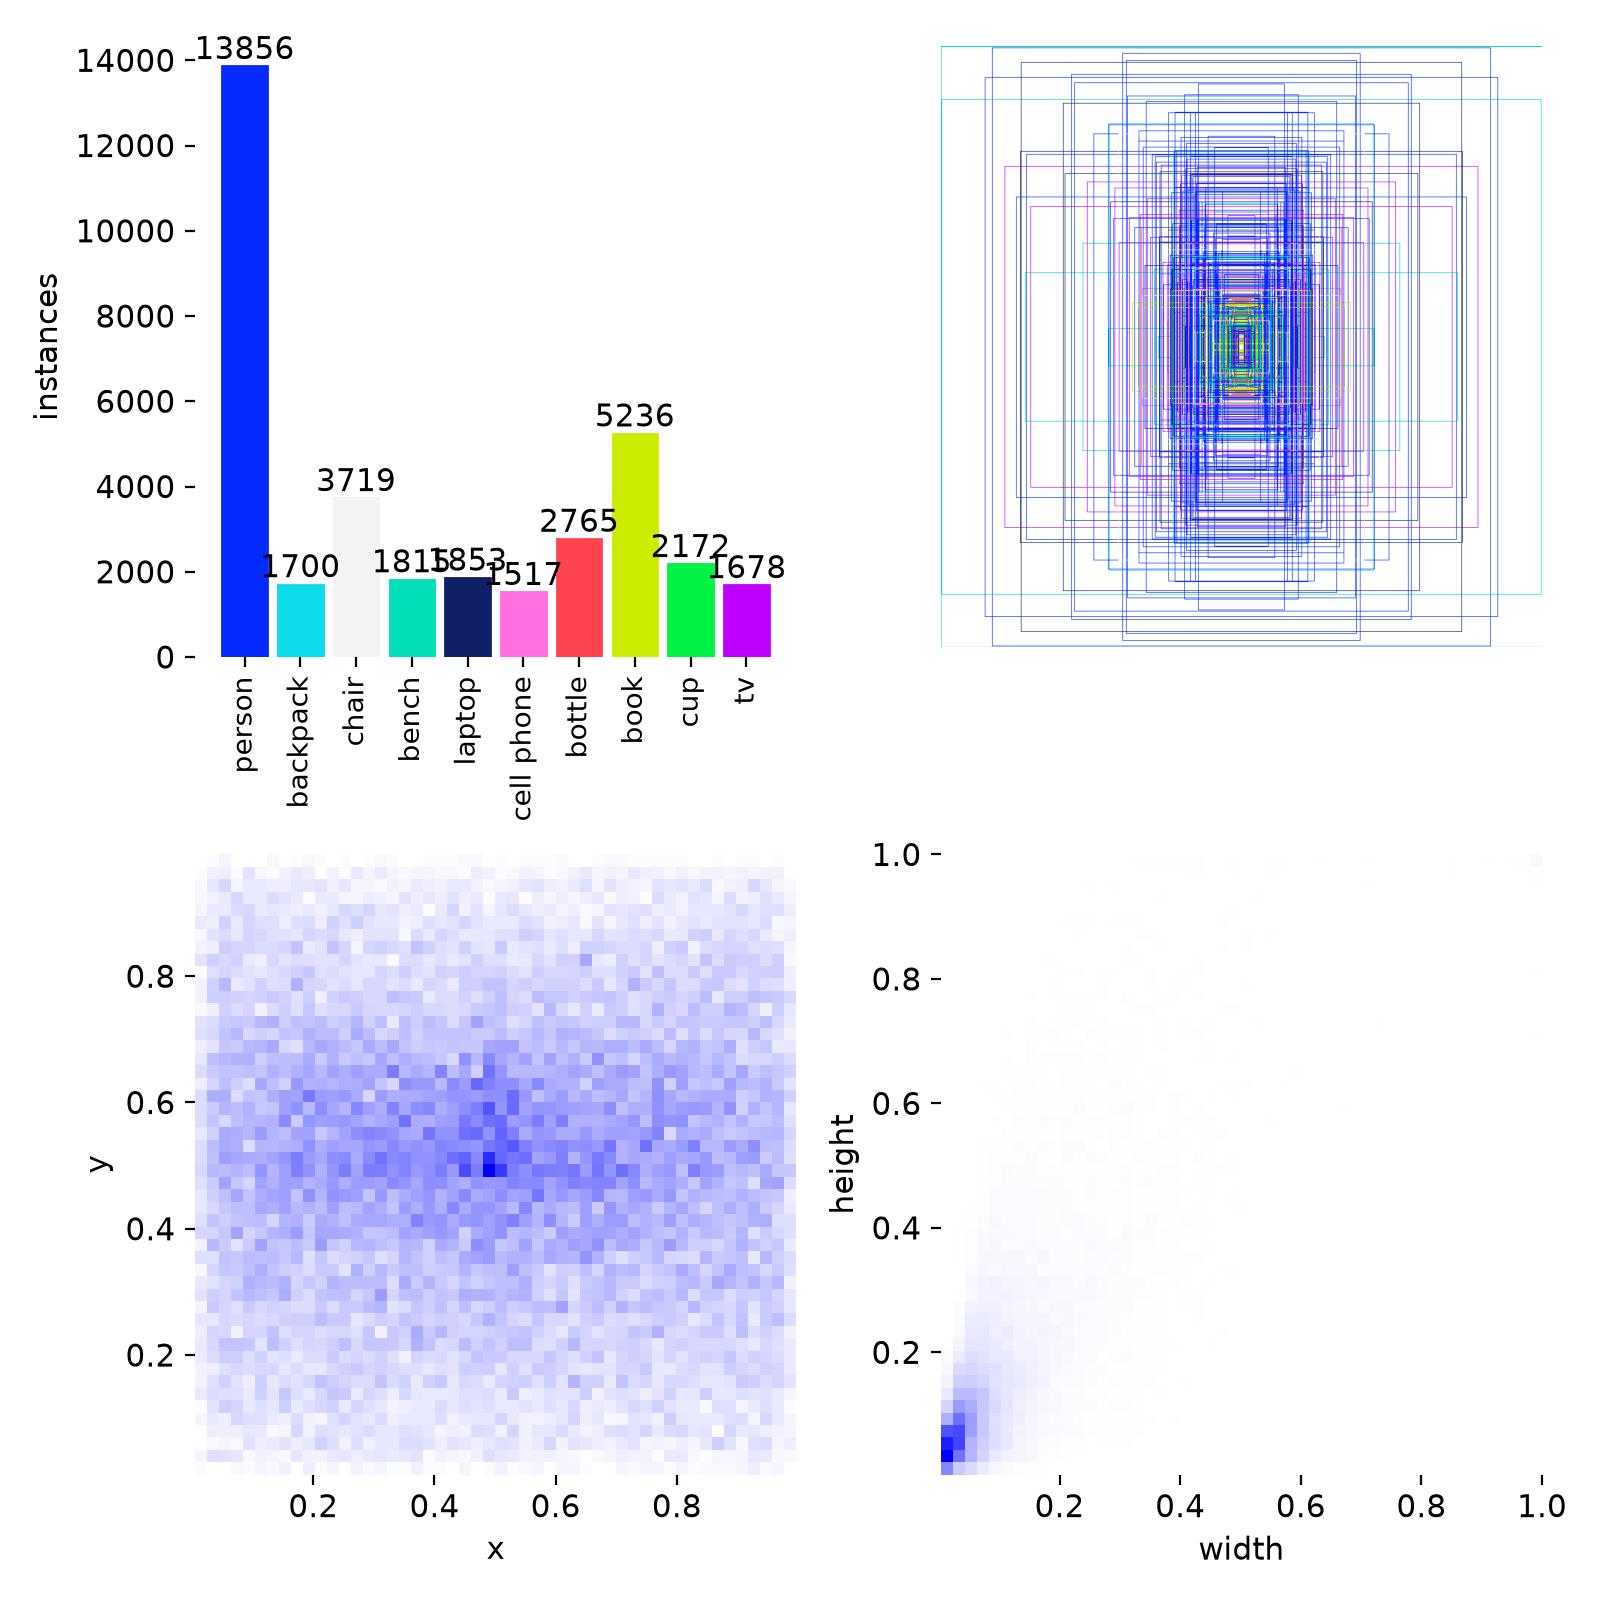 instances
14000
12000
10000
8000
6000
4000
2000
0
13856
1700
3719
1815
1853
1517
2765
5236
2172
1678
person
backpack
chair
bench
laptop
cell phone
bottle
book
cup
tv
y
0.8
0.6
0.4
0.2
0.2 0.4 0.6 0.8
x
height
1.0
0.8
0.6
0.4
0.2
0.2 0.4 0.6 0.8 1.0
width